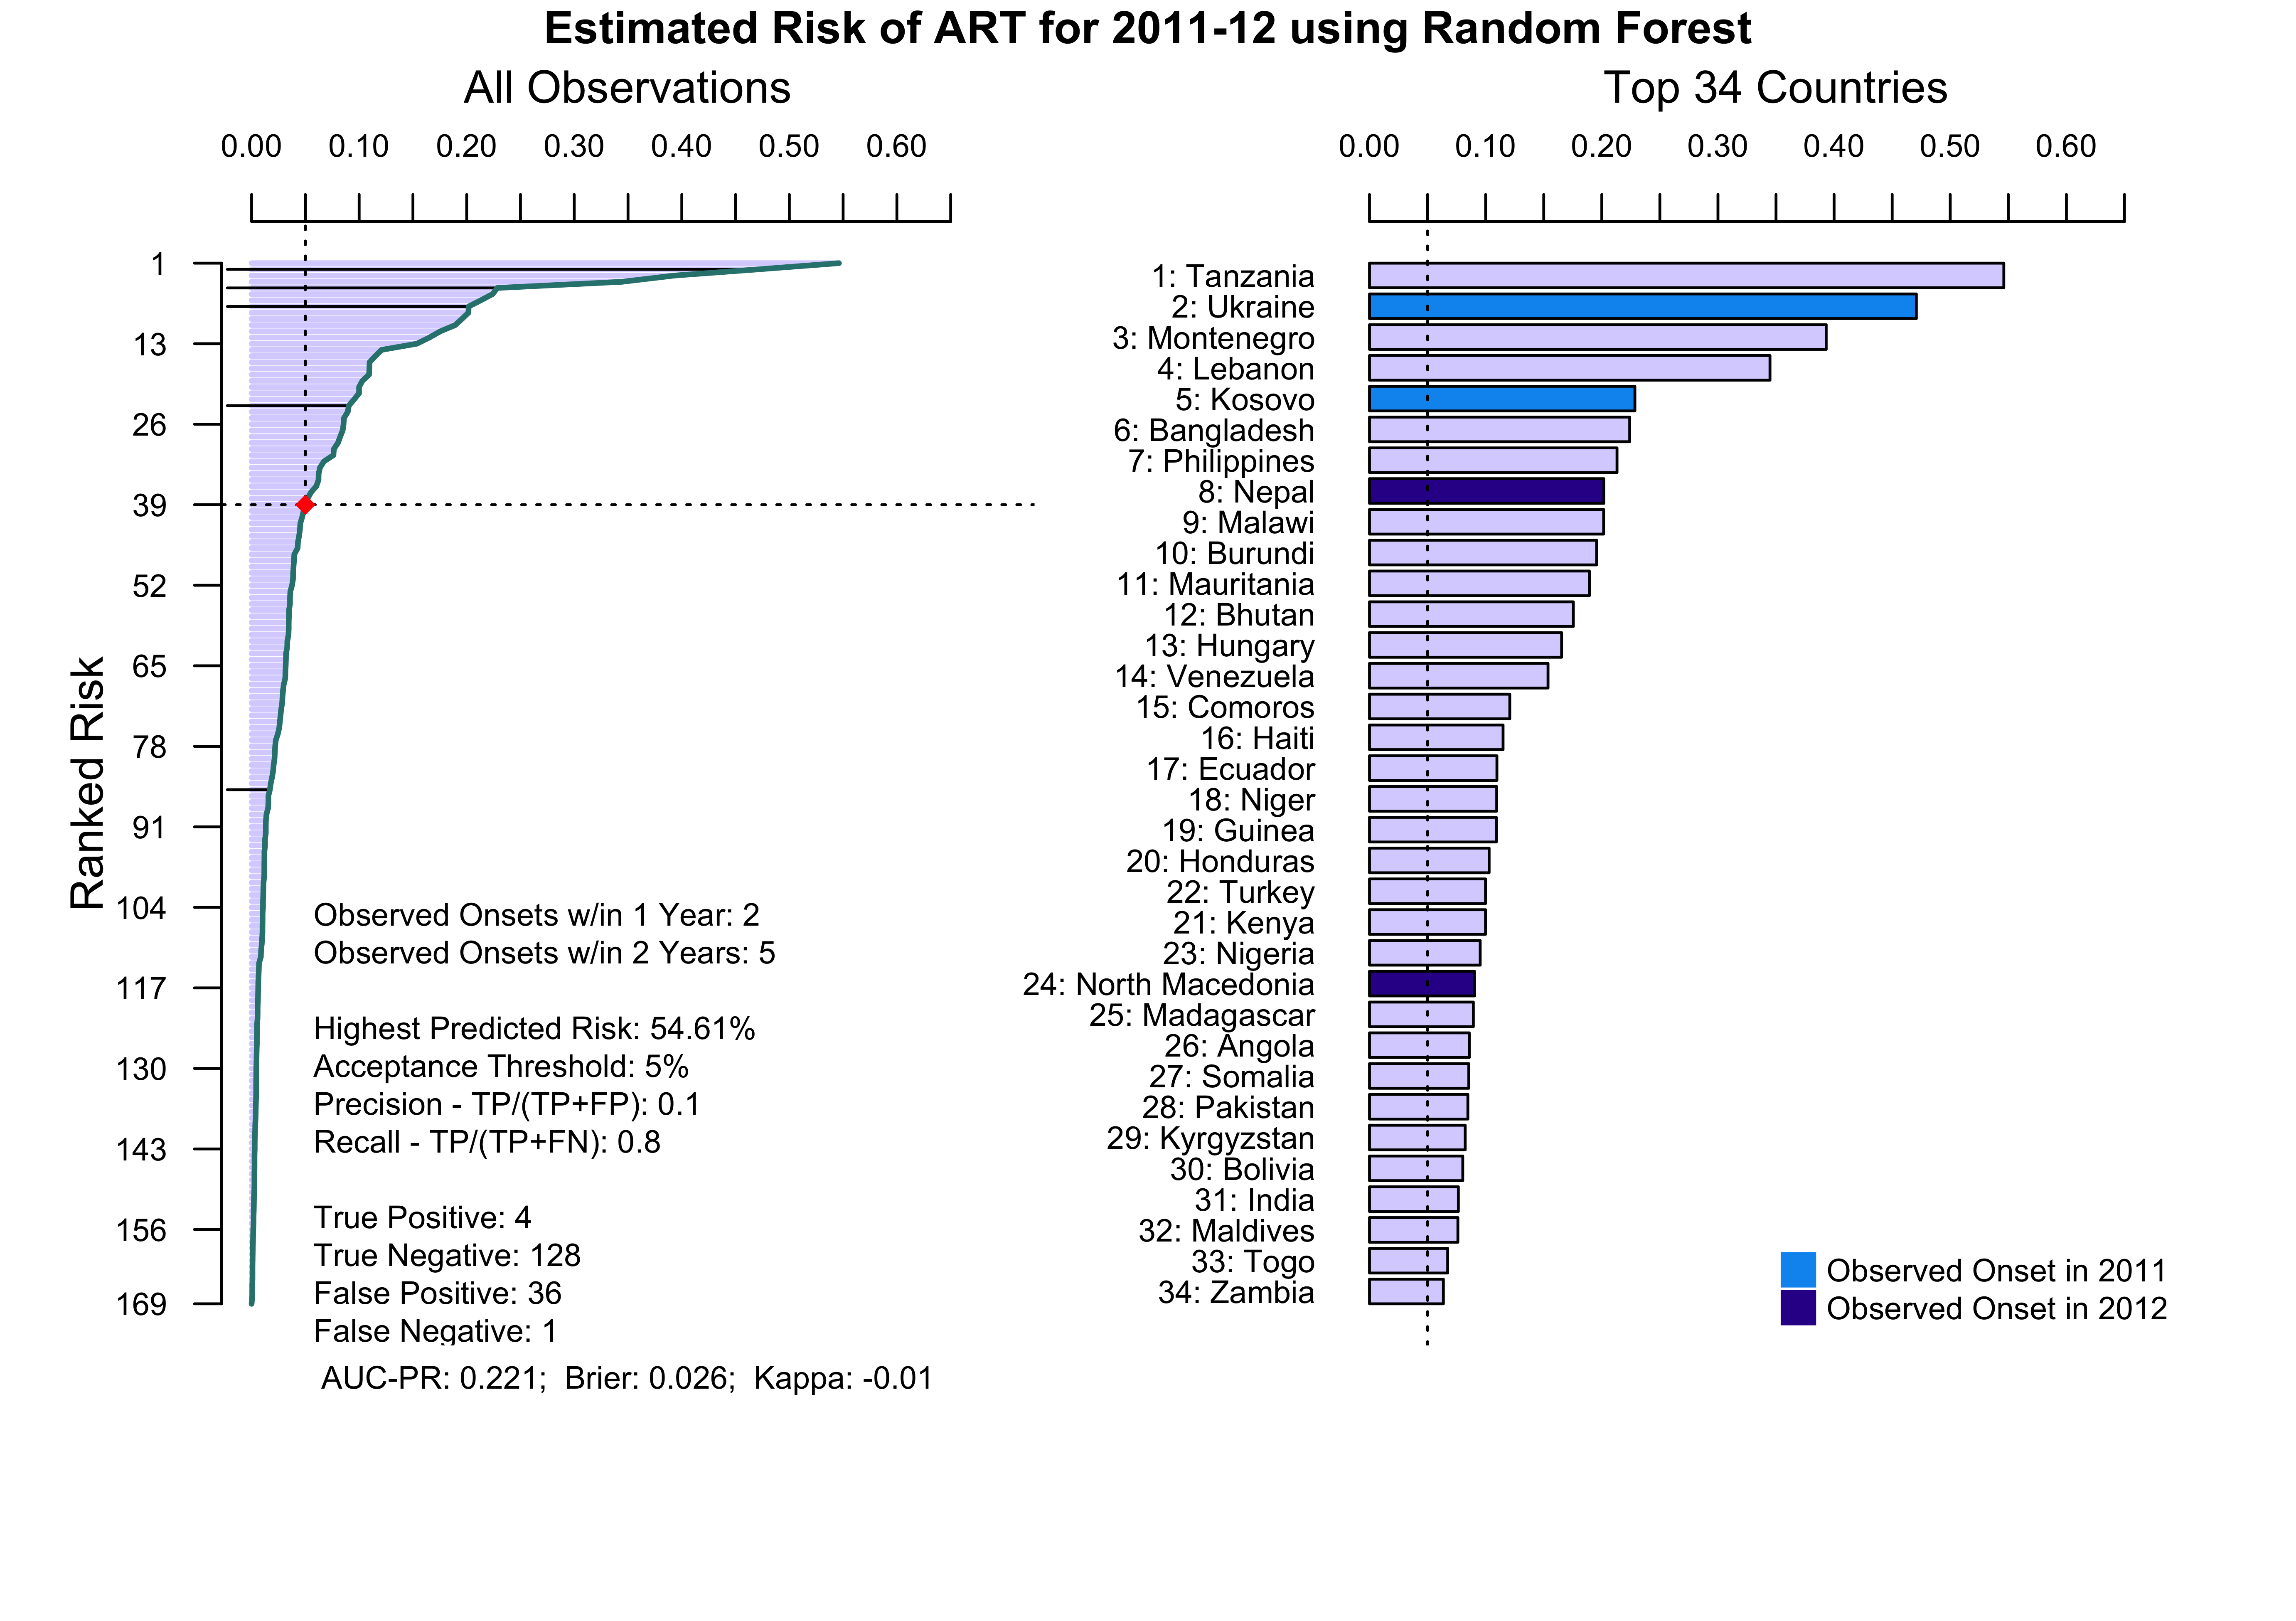 Estimated Risk of ART for 2011-12 using Random Forest
All Observations
0.00 0.10 0.20 0.30 0.40 0.50 0.60
Ranked Risk
1
13
26
39
52
65
78
91
104
117
130
143
156
169
Observed Onsets w/in 1 Year: 2
Observed Onsets w/in 2 Years: 5
Highest Predicted Risk: 54.61%
Acceptance Threshold: 5%
Precision - TP/(TP+FP): 0.1
Recall - TP/(TP+FN): 0.8
True Positive: 4
True Negative: 128
False Positive: 36
False Negative: 1
AUC-PR: 0.221; Brier: 0.026; Kappa: -0.01
Top 34 Countries
0.00 0.10 0.20 0.30 0.40 0.50 0.60
1: Tanzania
2: Ukraine
3: Montenegro
4: Lebanon
5: Kosovo
6: Bangladesh
7: Philippines
8: Nepal
9: Malawi
10: Burundi
11: Mauritania
12: Bhutan
13: Hungary
14: Venezuela
15: Comoros
16: Haiti
17: Ecuador
18: Niger
19: Guinea
20: Honduras
22: Turkey
21: Kenya
23: Nigeria
24: North Macedonia
25: Madagascar
26: Angola
27: Somalia
28: Pakistan
29: Kyrgyzstan
30: Bolivia
31: India
32: Maldives
33: Togo
34: Zambia
Observed Onset in 2011
Observed Onset in 2012